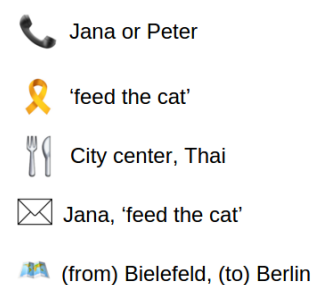 Jana or Peter
‘feed the cat’
City center, Thai
Jana, ‘feed the cat’
(from) Bielefeld, (to) Berlin